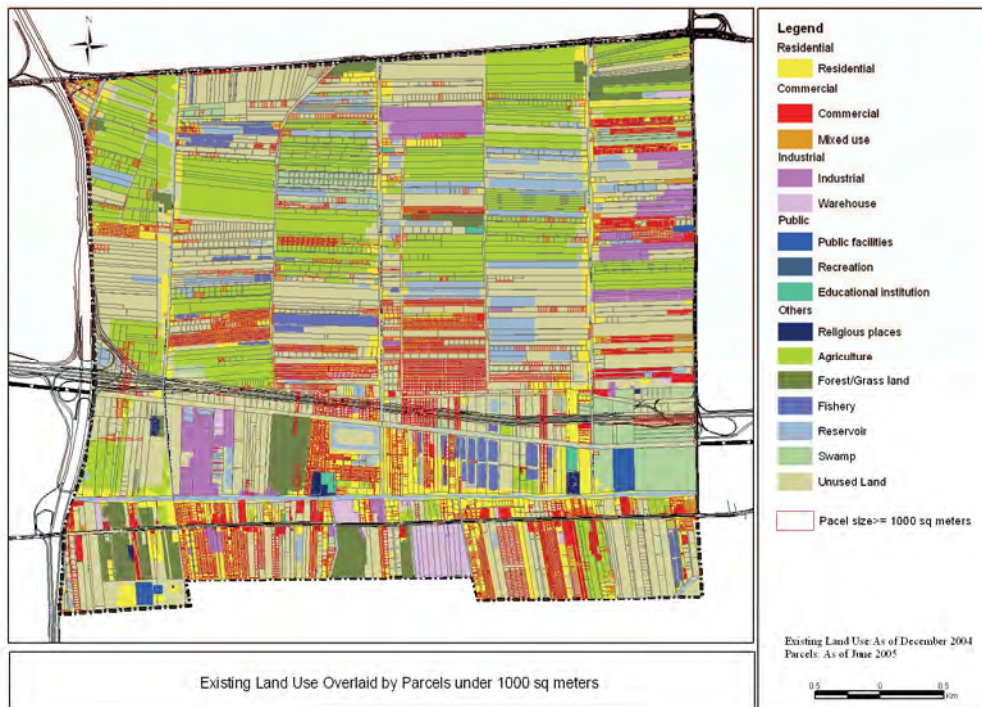 N
Legend
Residential
Residential
Commercial
Commercial
Mixed use
Industrial
Industrial
Warehouse
Public
Public facilities
Recreation
Educational institution
Others
Religious places
Agriculture
Forest/Grass land
Fishery
Reservoir
Swamp
Unused Land
Pacel size>= 1000 sq meters
Existing Land Use: As of December 2004
Parcels: As of June 2005
0.5 0 0.5
Km
Existing Land Use Overlaid by Parcels under 1000 sq meters